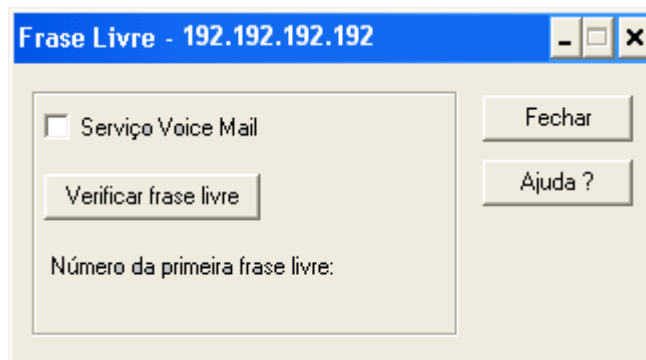 Frase Livre - 192.192.192.192
Serviço Voice Mail
Fechar
Verificar frase livre
Ajuda ?
Número da primeira frase livre: